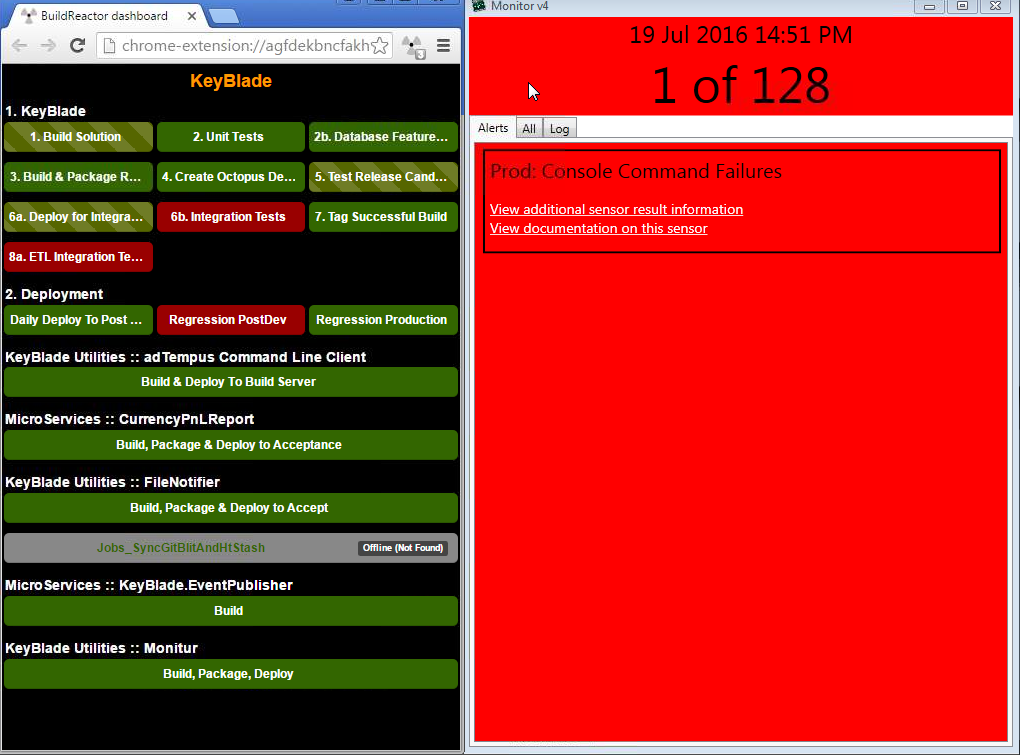 BuildReactor dashboard
chrome-extension://agfdekbncfakh
3
KeyBlade
1. KeyBlade
1. Build Solution
2. Unit Tests
2b. Database Feature...
3. Build & Package R...
4. Create Octopus De...
5. Test Release Cand...
6a. Deploy for Integra...
6b. Integration Tests
7. Tag Successful Build
8a. ETL Integration Te...
2. Deployment
Daily Deploy To Post ...
Regression PostDev
Regression Production
KeyBlade Utilities :: adTempus Command Line Client
Build & Deploy To Build Server
MicroServices :: CurrencyPnLReport
Build, Package & Deploy to Acceptance
KeyBlade Utilities :: FileNotifier
Build, Package & Deploy to Accept
Jobs_SyncGitBlitAndHtStash
Offline (Not Found)
MicroServices :: KeyBlade.EventPublisher
Build
KeyBlade Utilities :: Monitur
Build, Package, Deploy
Monitor v4
19 Jul 2016 14:51 PM
1 of 128
Alerts
All
Log
Prod: Console Command Failures
View additional sensor result information
View documentation on this sensor